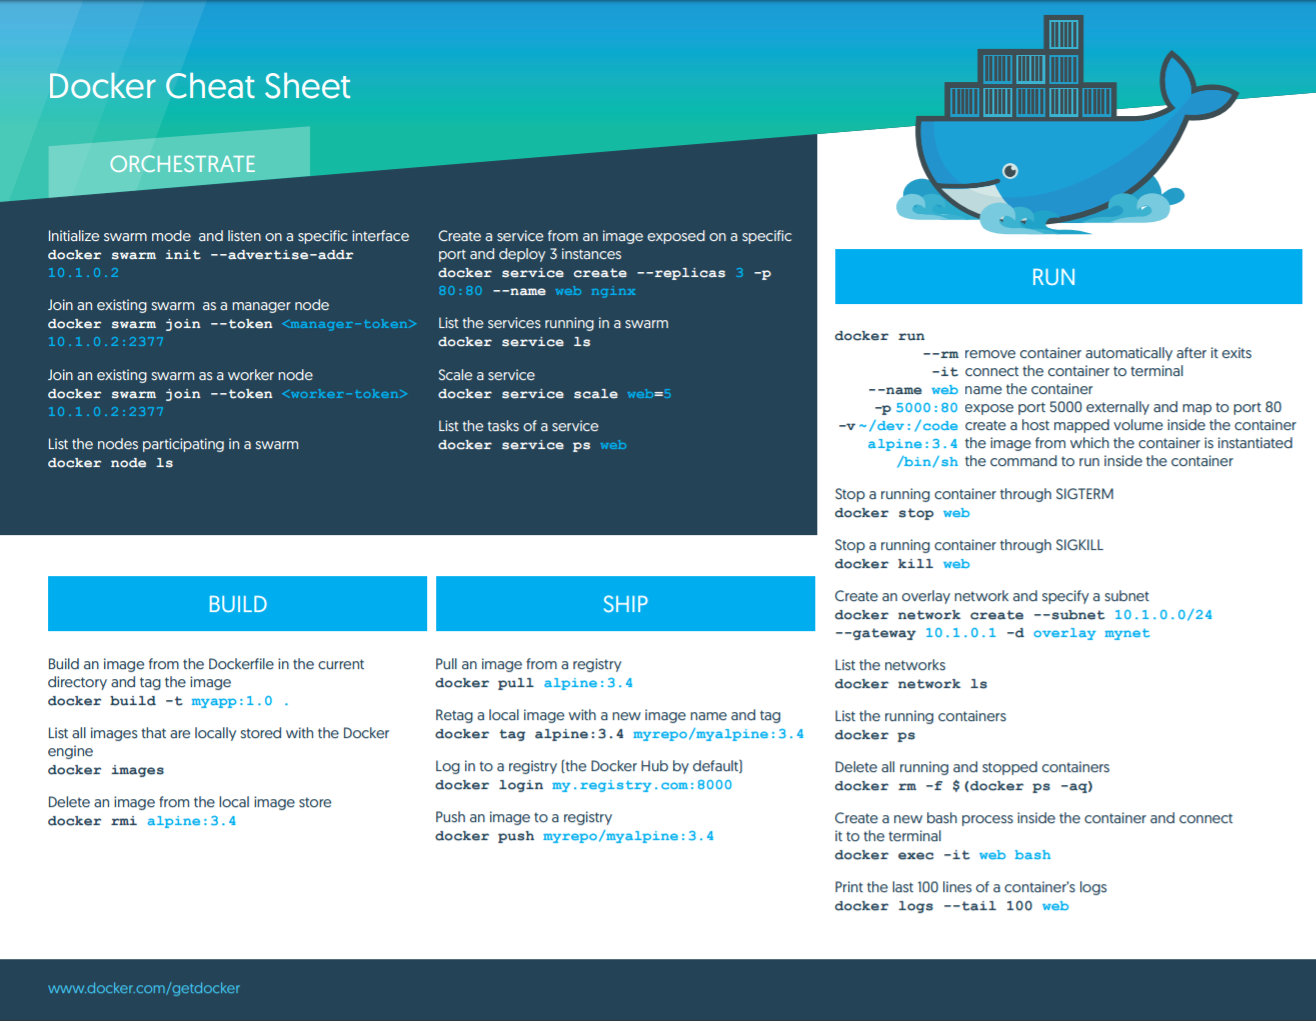 Docker Cheat Sheet
ORCHESTRATE
Initialize swarm mode  and listen on a specific interface
docker swarm init --advertise-addr
10.1.0.2
Join an existing swarm  as a manager node
docker swarm join --token <manager-token>
10.1.0.2:2377
Join an existing swarm as a worker node
docker swarm join --token <worker-token>
10.1.0.2:2377
List the nodes participating in a swarm
docker node ls
Create a service from an image exposed on a specific
port and deploy 3 instances
docker service create --replicas 3 -p
80:80 --name web nginx
List the services running in a swarm
docker service ls
Scale a service
docker service scale web=5
List the tasks of a service
docker service ps web
BUILD
Build an image from the Dockerfile in the current
directory and tag the image
docker build -t myapp:1.0 .
List all images that are locally stored with the Docker
engine
docker images
Delete an image from the local image store
docker rmi alpine:3.4
SHIP
Pull an image from a registry
docker pull alpine:3.4
Retag a local image with a new image name and tag
docker tag alpine:3.4 myrepo/myalpine:3.4
Log in to a registry (the Docker Hub by default)
docker login my.registry.com:8000
Push an image to a registry
docker push myrepo/myalpine:3.4
RUN
docker run
--rm remove container automatically after it exits
-it connect the container to terminal
--name web name the container
-p 5000:80 expose port 5000 externally and map to port 80
-v ~/dev:/code create a host mapped volume inside the container
alpine:3.4 the image from which the container is instantiated
/bin/sh the command to run inside the container
Stop a running container through SIGTERM
docker stop web
Stop a running container through SIGKILL
docker kill web
Create an overlay network and specify a subnet
docker network create --subnet 10.1.0.0/24
--gateway 10.1.0.1 -d overlay mynet
List the networks
docker network ls
List the running containers
docker ps
Delete all running and stopped containers
docker rm -f $(docker ps -aq)
Create a new bash process inside the container and connect
it to the terminal
docker exec -it web bash
Print the last 100 lines of a container's logs
docker logs --tail 100 web
www.docker.com/getdocker